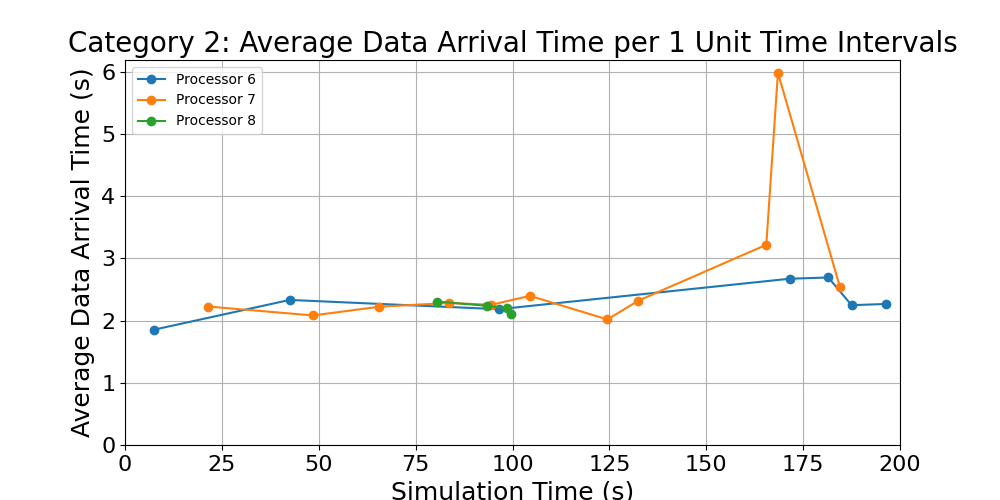 Category 2: Average Data Arrival Time per 1 Unit Time Intervals
Average Data Arrival Time (s)
6
5
4
3
2
1
0
Processor 6
Processor 7
Processor 8
0 25 50 75 100 125 150 175 200
Simulation Time (s)